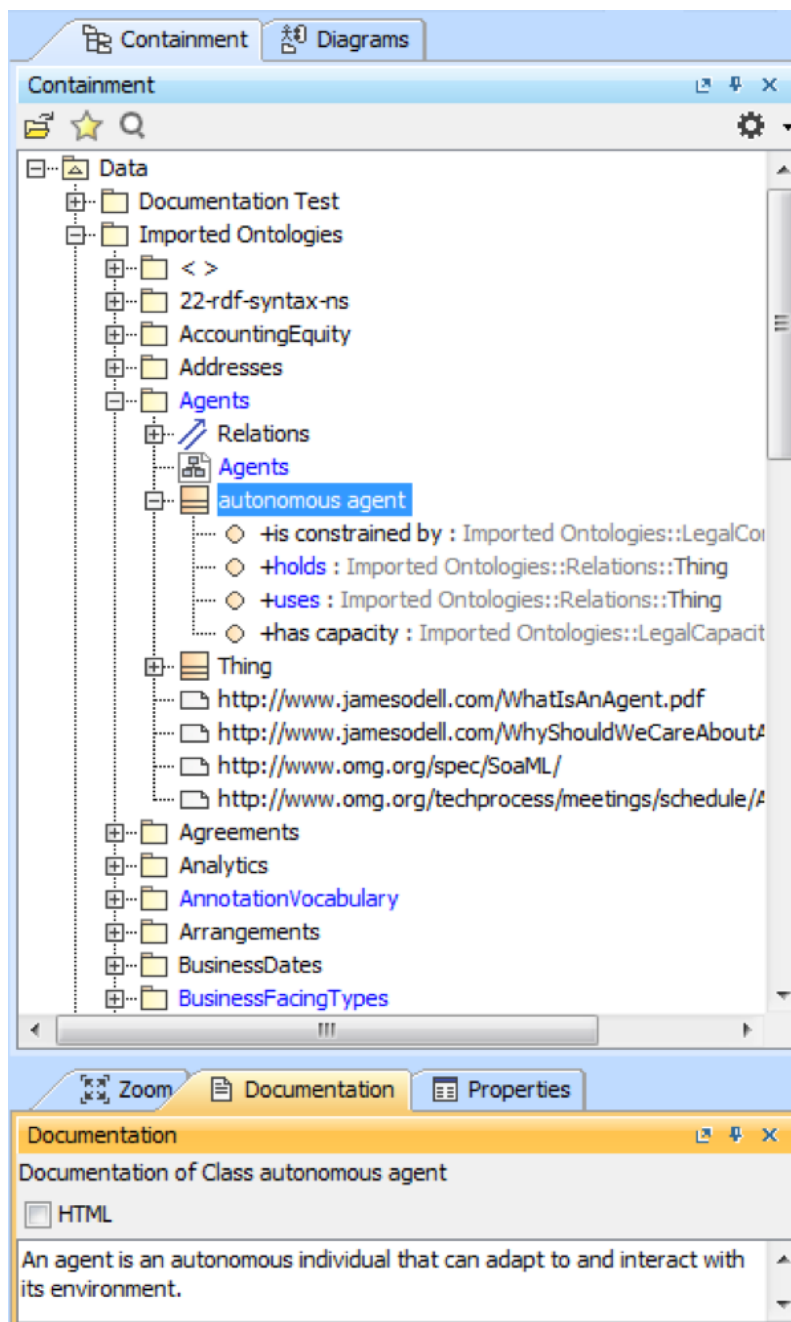 Containment Diagrams
Containment
Data
Documentation Test
Imported Ontologies
< >
22-rdf-syntax-ns
AccountingEquity
Addresses
Agents
Relations
Agents
autonomous agent
+is constrained by : Imported Ontologies::LegalCo
+holds : Imported Ontologies::Relations::Thing
+uses : Imported Ontologies::Relations::Thing
+has capacity : Imported Ontologies::LegalCapacit
Thing
http://www.jamesodell.com/WhatIsAnAgent.pdf
http://www.jamesodell.com/WhyShouldWeCareAboutA
http://www.omg.org/spec/SoaML/
http://www.omg.org/techprocess/meetings/schedule/A
Agreements
Analytics
AnnotationVocabulary
Arrangements
BusinessDates
BusinessFacingTypes
Zoom Documentation Properties
Documentation
Documentation of Class autonomous agent
HTML
An agent is an autonomous individual that can adapt to and interact with
its environment.